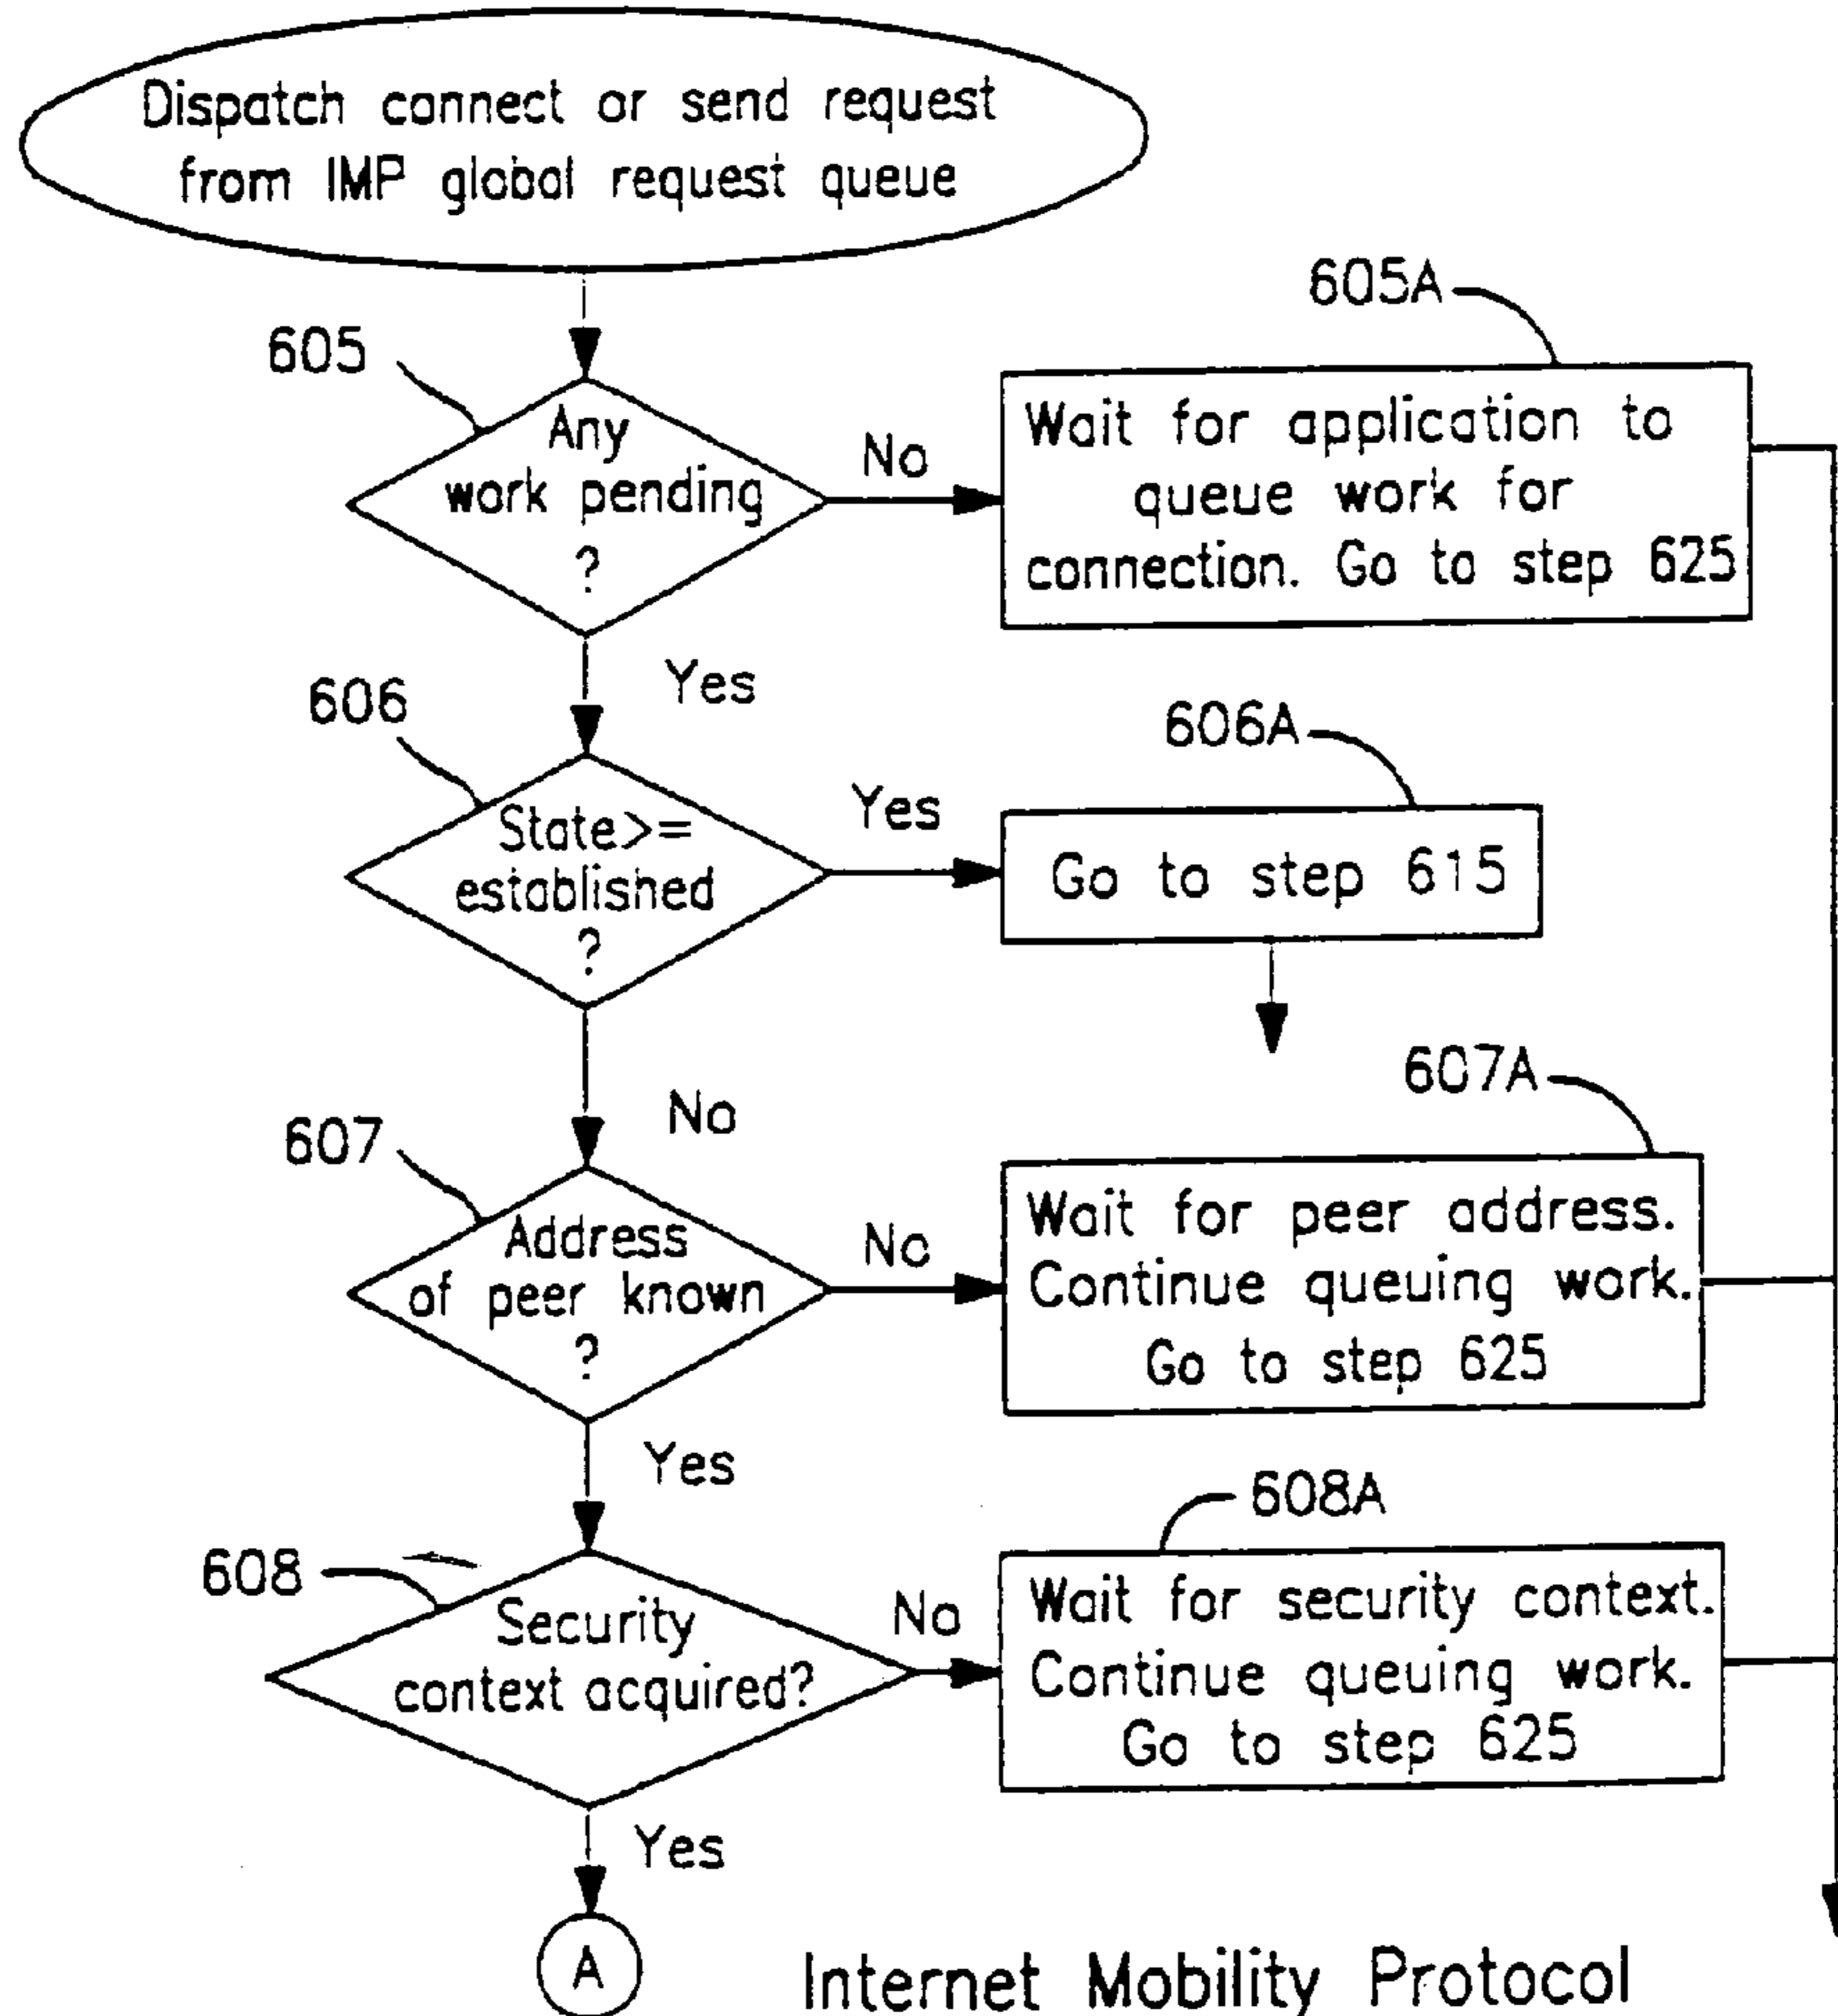 Dispatch connect or send request
from IMP global request queue
605
Any
work pending
?
No
605A
Wait for application to
queue work for
connection. Go to step 625
Yes
606
State>=
established
?
Yes
606A
Go to step 615
No
607
Address
of peer known
?
No
607A
Wait for peer address.
Continue queuing work.
Go to step 625
Yes
608
Security
context acquired?
No
608A
Wait for security context.
Continue queuing work.
Go to step 625
Yes
A
Internet Mobility Protocol